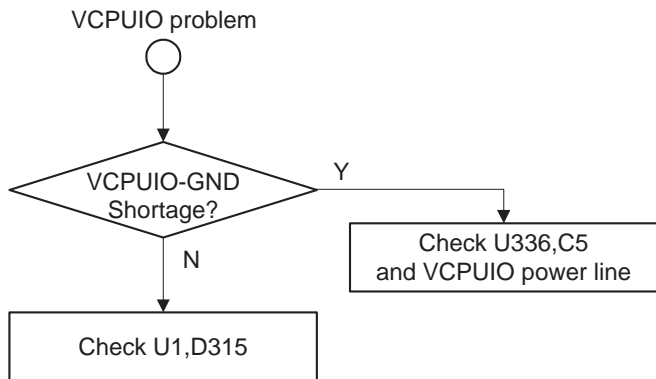 VCPUIO problem
VCPUIO-GND
Shortage?
Y
Check U336,C5
and VCPUIO power line
N
Check U1,D315